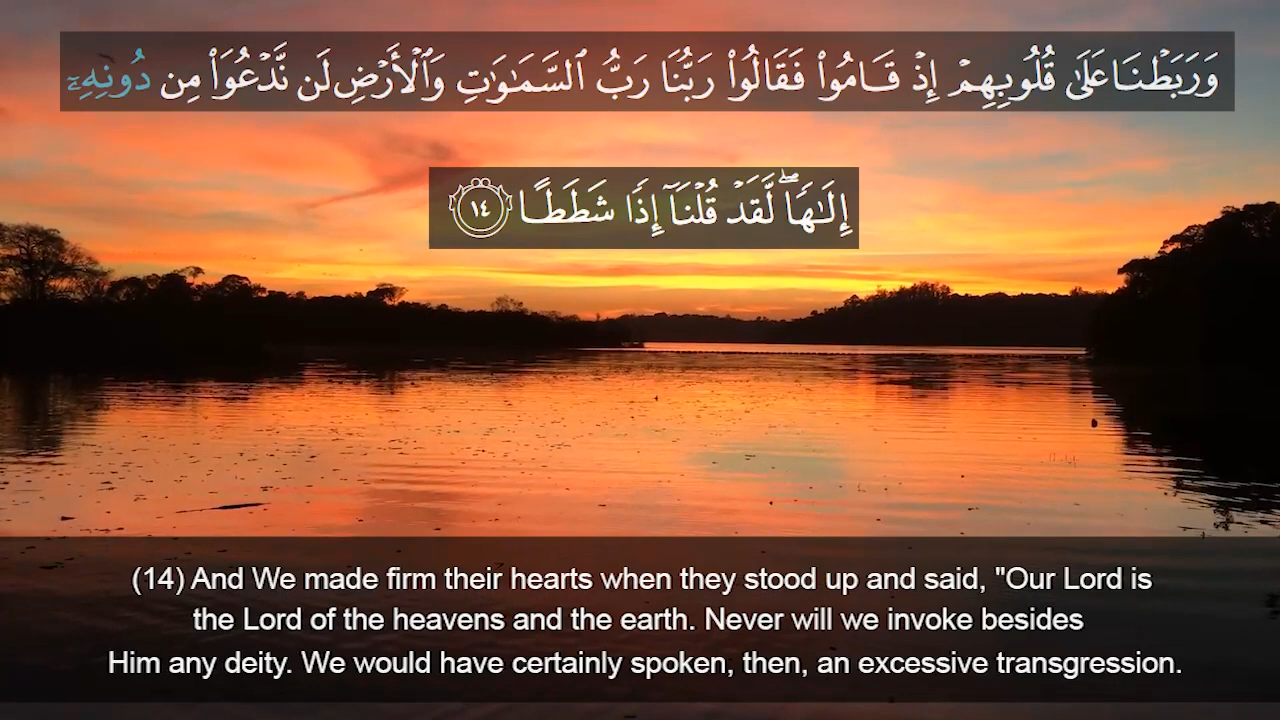 وَرَبَطْنَا عَلَىٰ قُلُوبِهِمْ إِذْ قَامُوا۟ فَقَالُوا۟ رَبُّنَا رَبُّ ٱلسَّمَـٰوَٰتِ وَٱلْأَرْضِ لَن نَّدْعُوَا۟ مِن دُونِهِۦٓ
إِلَـٰهًا ۖ لَّقَدْ قُلْنَآ إِذًا شَطَطًا ١٤
(14) And We made firm their hearts when they stood up and said, "Our Lord is
the Lord of the heavens and the earth. Never will we invoke besides
Him any deity. We would have certainly spoken, then, an excessive transgression.